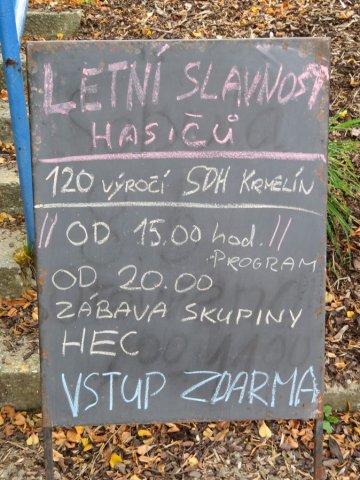 LETNÍ SLAVNOST
HASIČŮ
120 VÝROČÍ SDH KRMELÍN
// OD 15.00 hod. //
PROGRAM
OD 20.00
ZÁBAVA SKUPINY
HEC
VSTUP ZDARMA